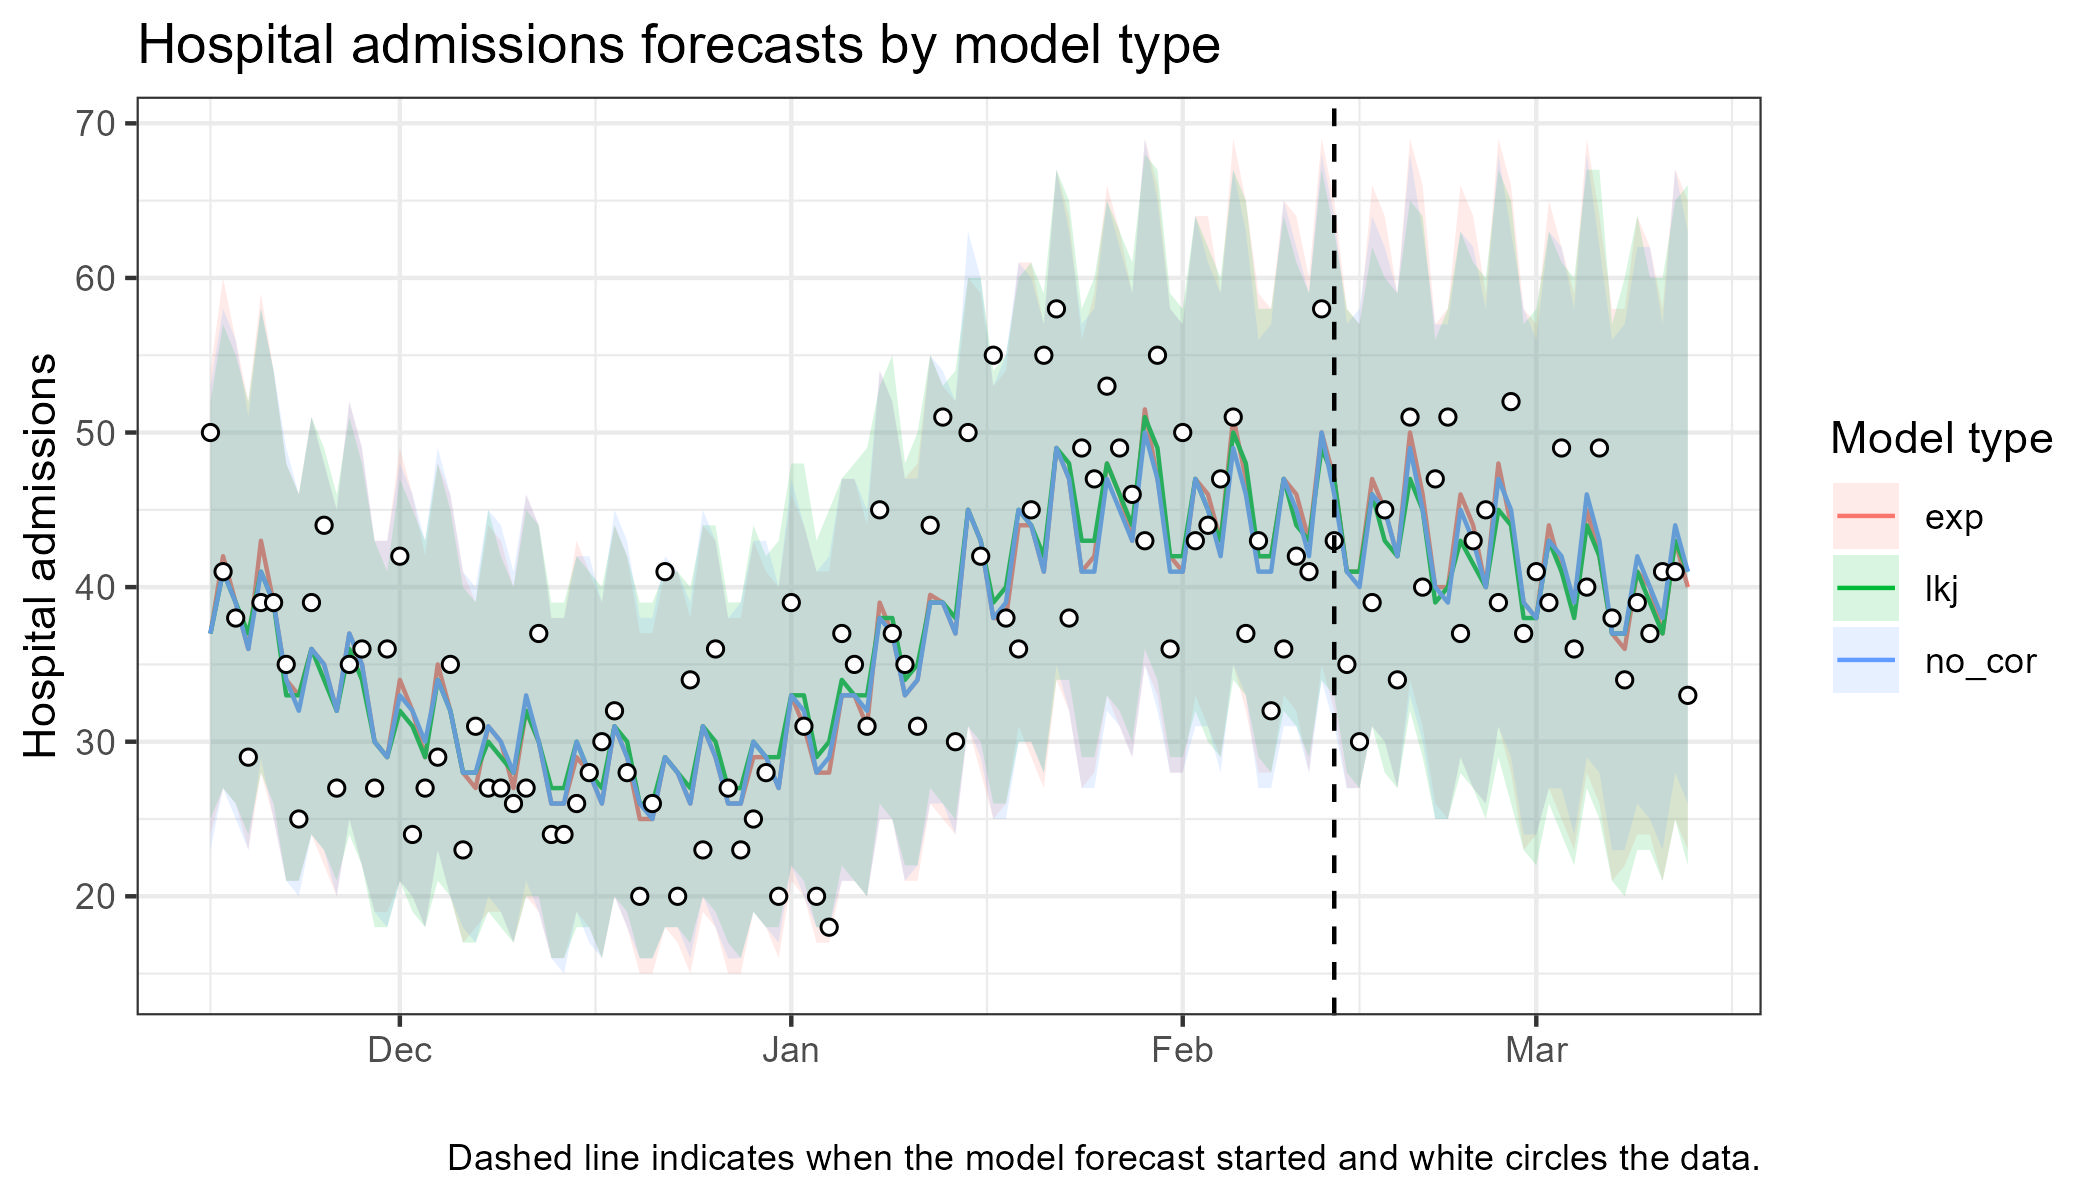 Hospital admissions forecasts by model type
Hospital admissions
70
60
50
40
30
20
Dec
Jan
Feb
Mar
Model type
exp
lkj
no_cor
Dashed line indicates when the model forecast started and white circles the data.